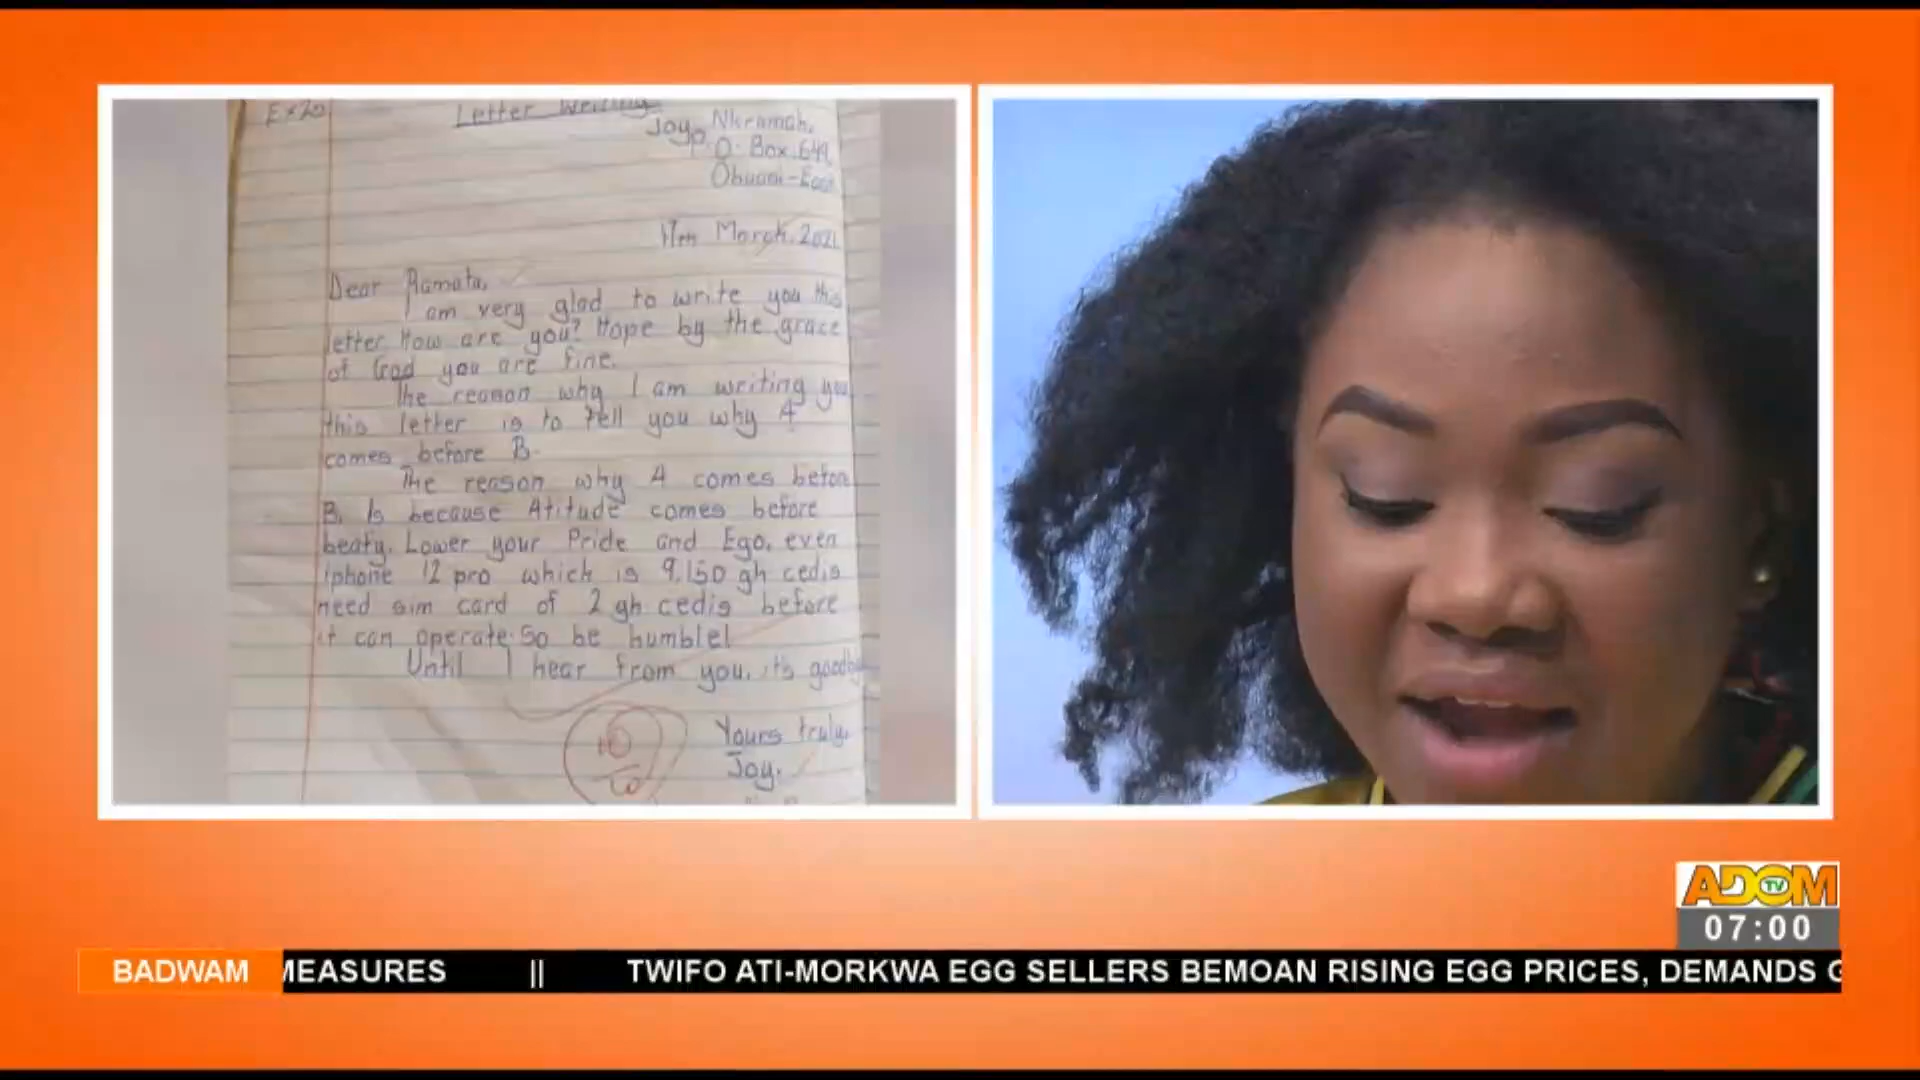 Ex 20
Letter Writing
Joy Nkrumah,
P. O. Box 649,
Obuasi-
17th March, 2021
Dear Ramata,
I am very glad to write you this
letter. How are you? Hope by the grace
of God you are fine.
The reason why I am writing you
this letter is to tell you why A
comes before B.
The reason why A comes before
B. Is because Atitude comes before
beaty. Lower your Pride and Ego. even
iphone 12 pro which is 9,150 gh cedis
need sim card of 2 gh cedis before
it can operate. So be humble!
Until I hear from you. it's goodby
10
10
Yours truly.
Joy.
ADOM TV
07:00
BADWAM MEASURES || TWIFO ATI-MORKWA EGG SELLERS BEMOAN RISING EGG PRICES, DEMANDS G